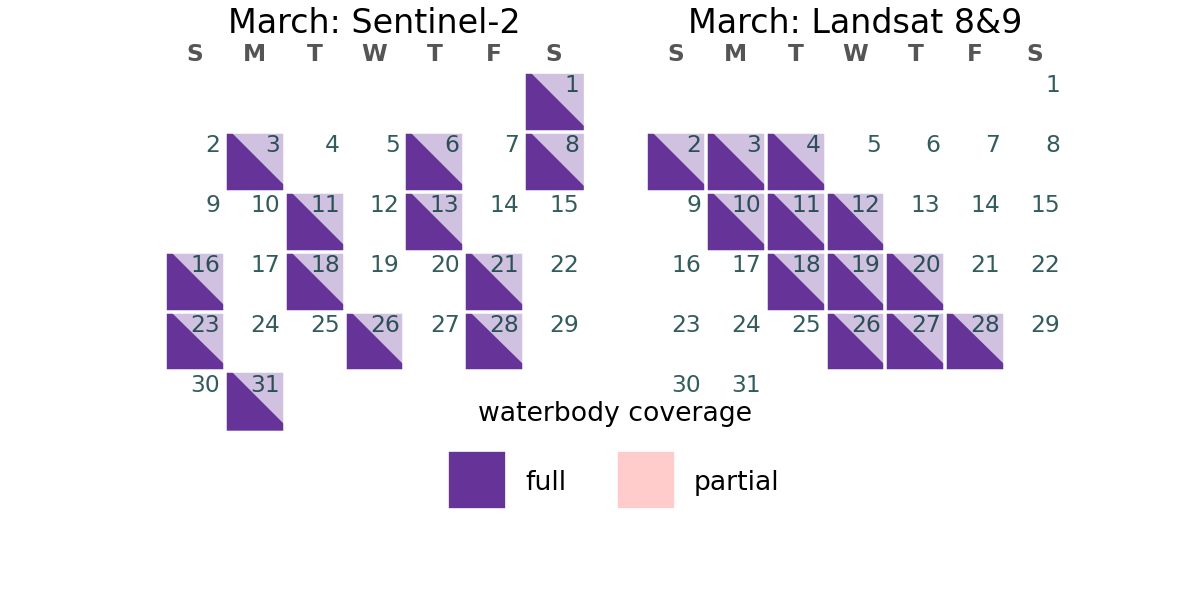 March: Sentinel-2
S M T W T F S
1
2 3 4 5 6 7 8
9 10 11 12 13 14 15
16 17 18 19 20 21 22
23 24 25 26 27 28 29
30 31
March: Landsat 8&9
S M T W T F S
1
2 3 4 5 6 7 8
9 10 11 12 13 14 15
16 17 18 19 20 21 22
23 24 25 26 27 28 29
30 31
waterbody coverage
full partial